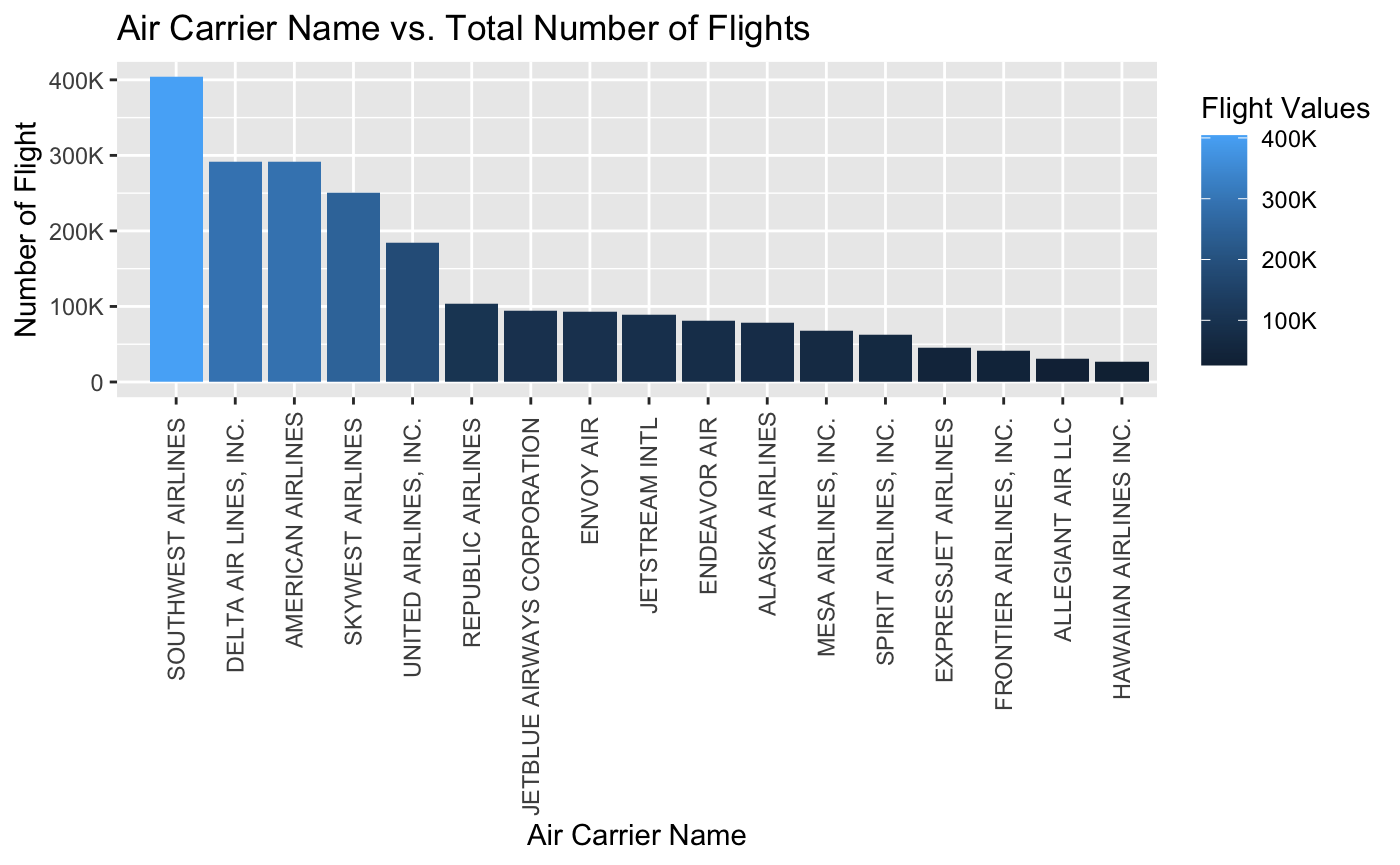 Air Carrier Name vs. Total Number of Flights
Number of Flight
400K
300K
200K
100K
0
SOUTHWEST AIRLINES
DELTA AIR LINES, INC.
AMERICAN AIRLINES
SKYWEST AIRLINES
UNITED AIRLINES, INC.
REPUBLIC AIRLINES
JETBLUE AIRWAYS CORPORATION
ENVOY AIR
JETSTREAM INTL
ENDEAVOR AIR
ALASKA AIRLINES
MESA AIRLINES, INC.
SPIRIT AIRLINES, INC.
EXPRESSJET AIRLINES
FRONTIER AIRLINES, INC.
ALLEGIANT AIR LLC
HAWAIIAN AIRLINES INC.
Air Carrier Name
Flight Values
400K
300K
200K
100K